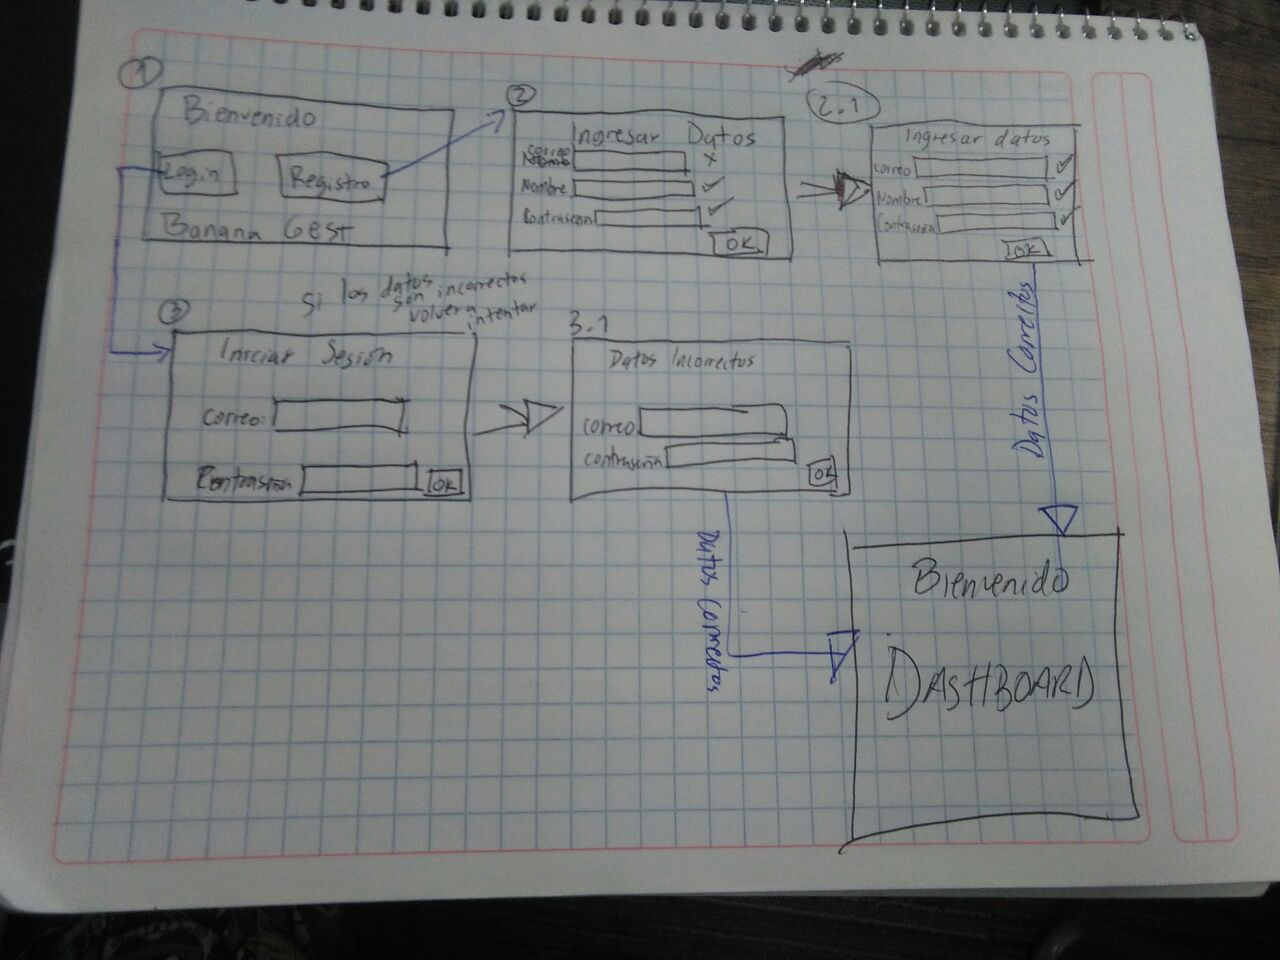 1
Bienvenido
Login
Registro
Banana Gest
2
Ingresar Datos
correo
x
Nombre
Contraseña
OK
2.1
Ingresar datos
correo
Nombre
Contraseña
OK
Datos Correctos
si los datos
son incorrectos
volver a
intentar
3
Iniciar Sesión
correo:
Contraseña
OK
3.1
Datos Incorrectos
correo
contraseña
OK
Datos Correctos
Bienvenido
DASHBOARD